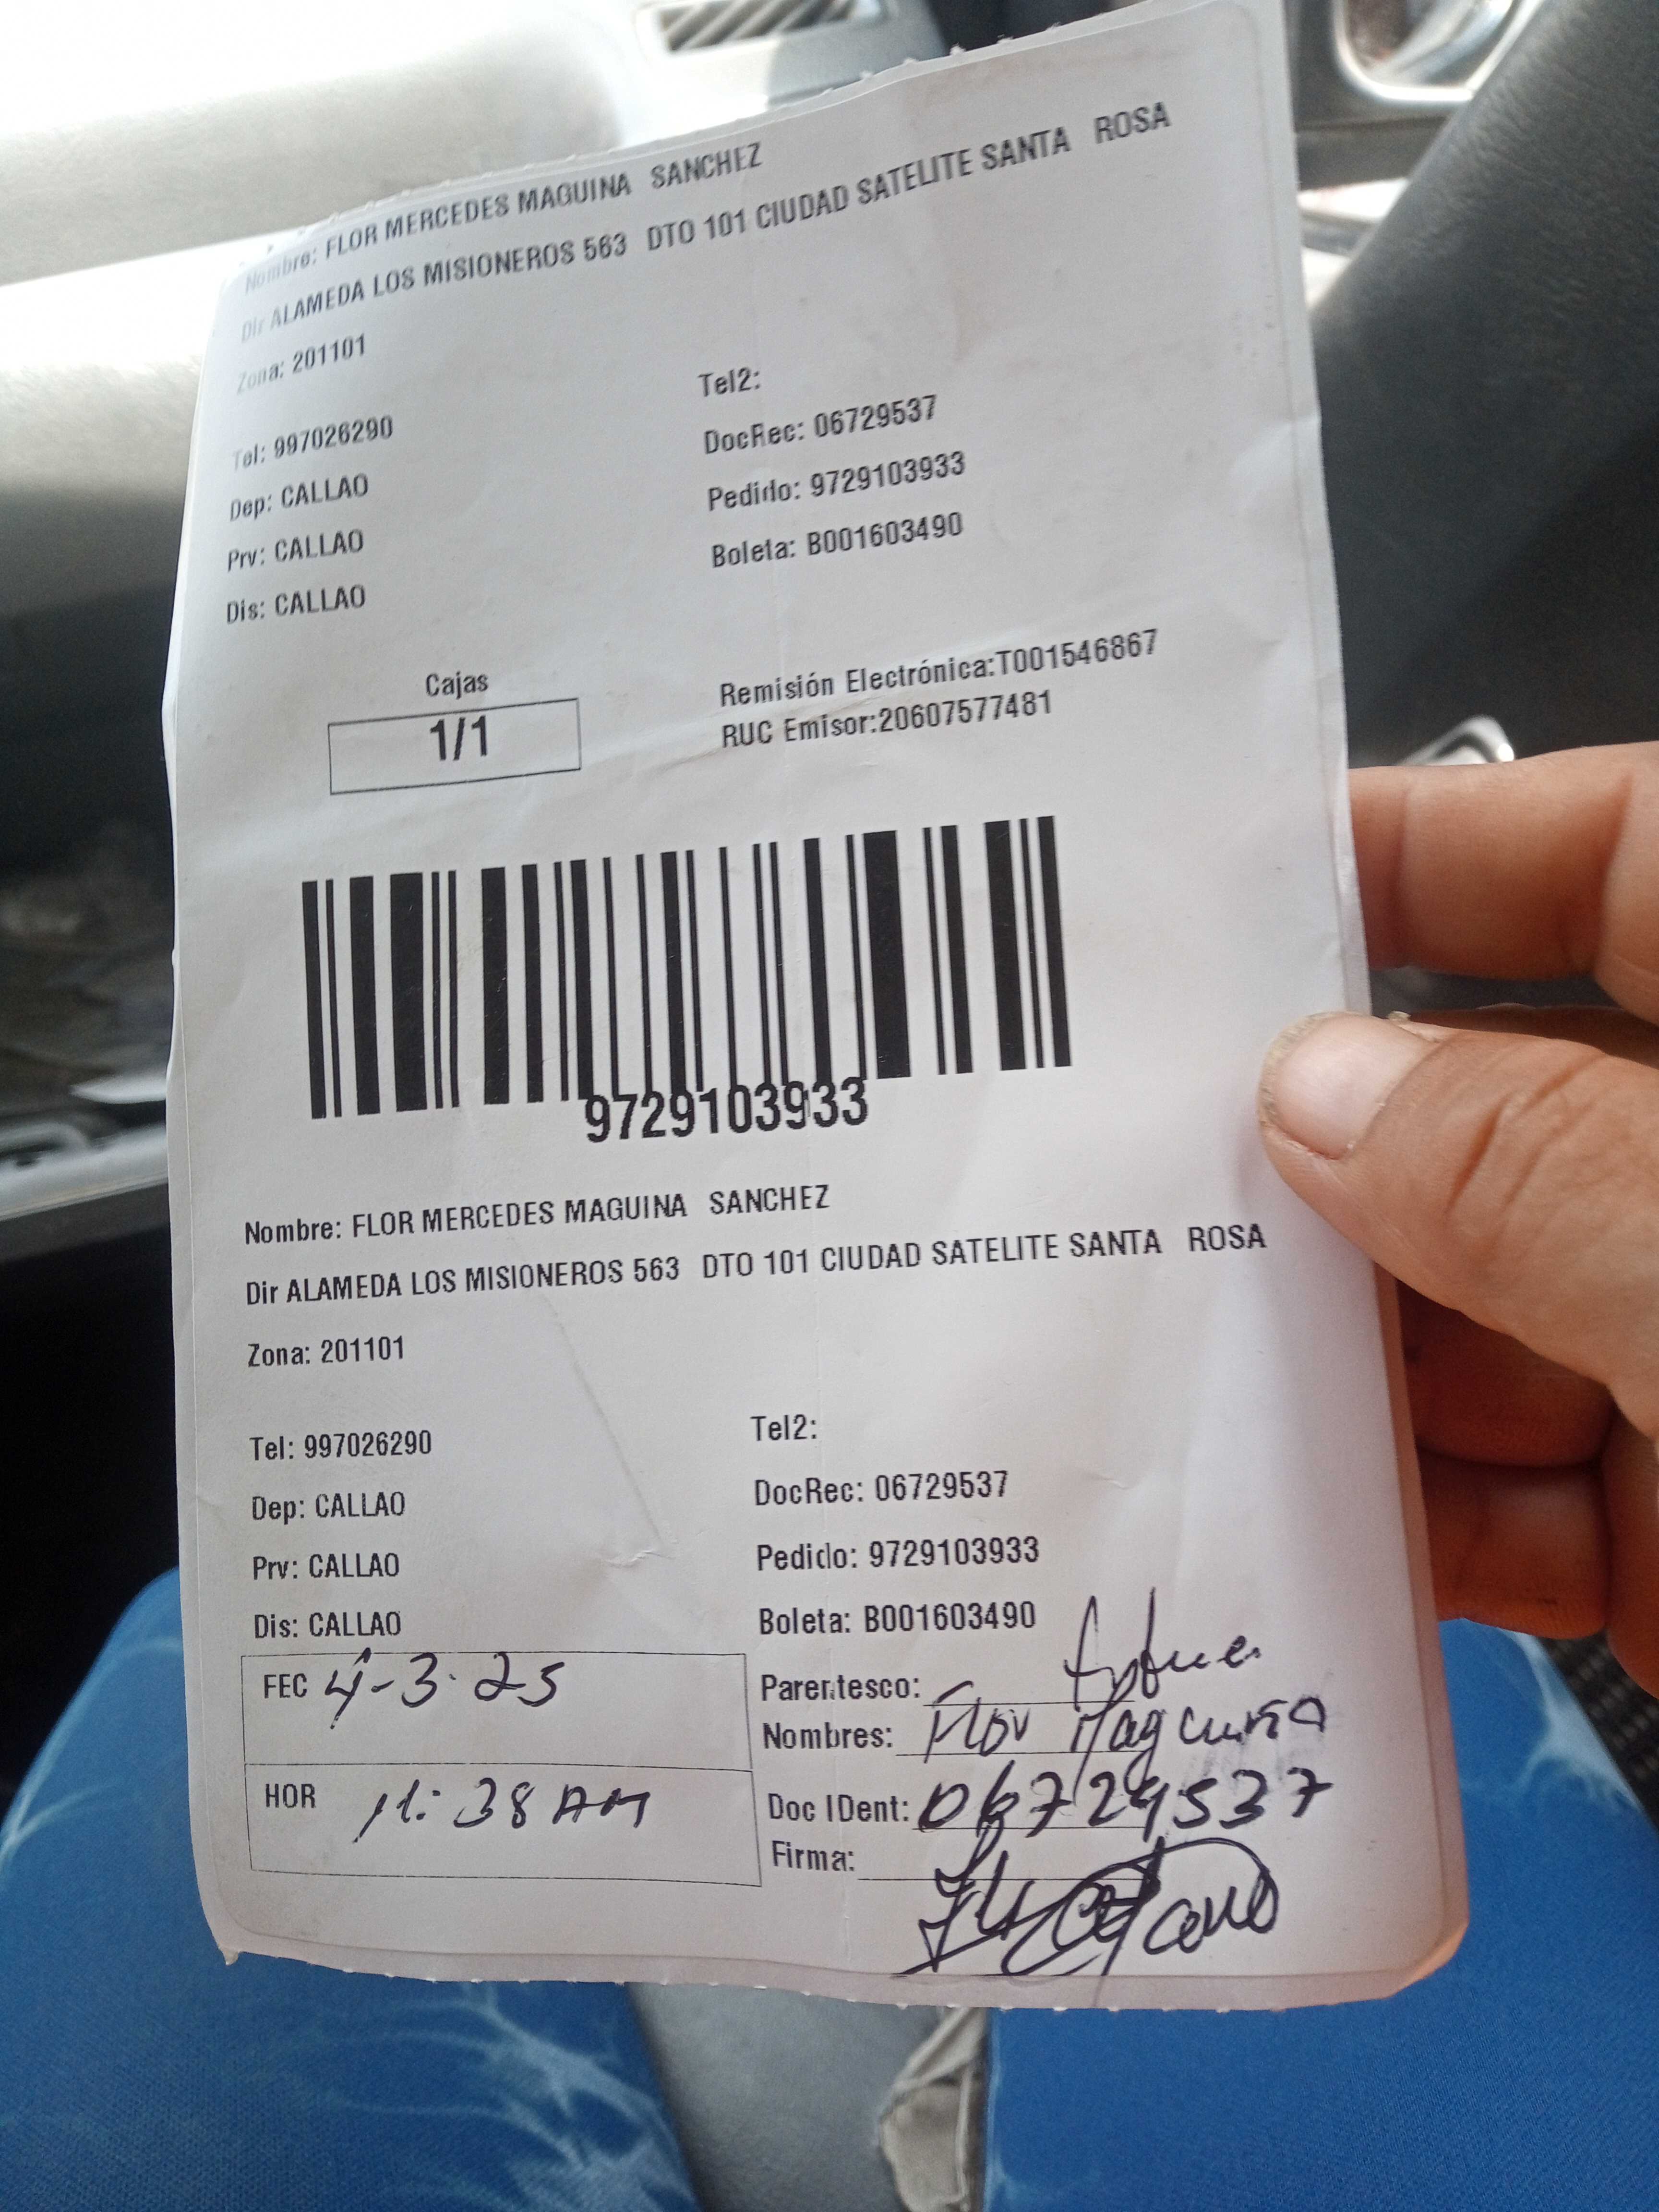 Nombre: FLOR MERCEDES MAGUINA SANCHEZ
Dir ALAMEDA LOS MISIONEROS 563 DTO 101 CIUDAD SATELITE SANTA ROSA
Zona: 201101
Tel: 997026290 Tel2:
Dep: CALLAO DocRec: 06729537
Prv: CALLAO Pedido: 9729103933
Dis: CALLAO Boleta: B001603490
Cajas Remisión Electrónica:T001546867
1/1 RUC Emisor:20607577481
9729103933
Nombre: FLOR MERCEDES MAGUINA SANCHEZ
Dir ALAMEDA LOS MISIONEROS 563 DTO 101 CIUDAD SATELITE SANTA ROSA
Zona: 201101
Tel: 997026290 Tel2:
Dep: CALLAO DocRec: 06729537
Prv: CALLAO Pedido: 9729103933
Dis: CALLAO Boleta: B001603490
FEC 4-3-25 Parentesco:
Nombres: Flor Maguiña
HOR 11:38 AM Doc IDent: 06729537
Firma: